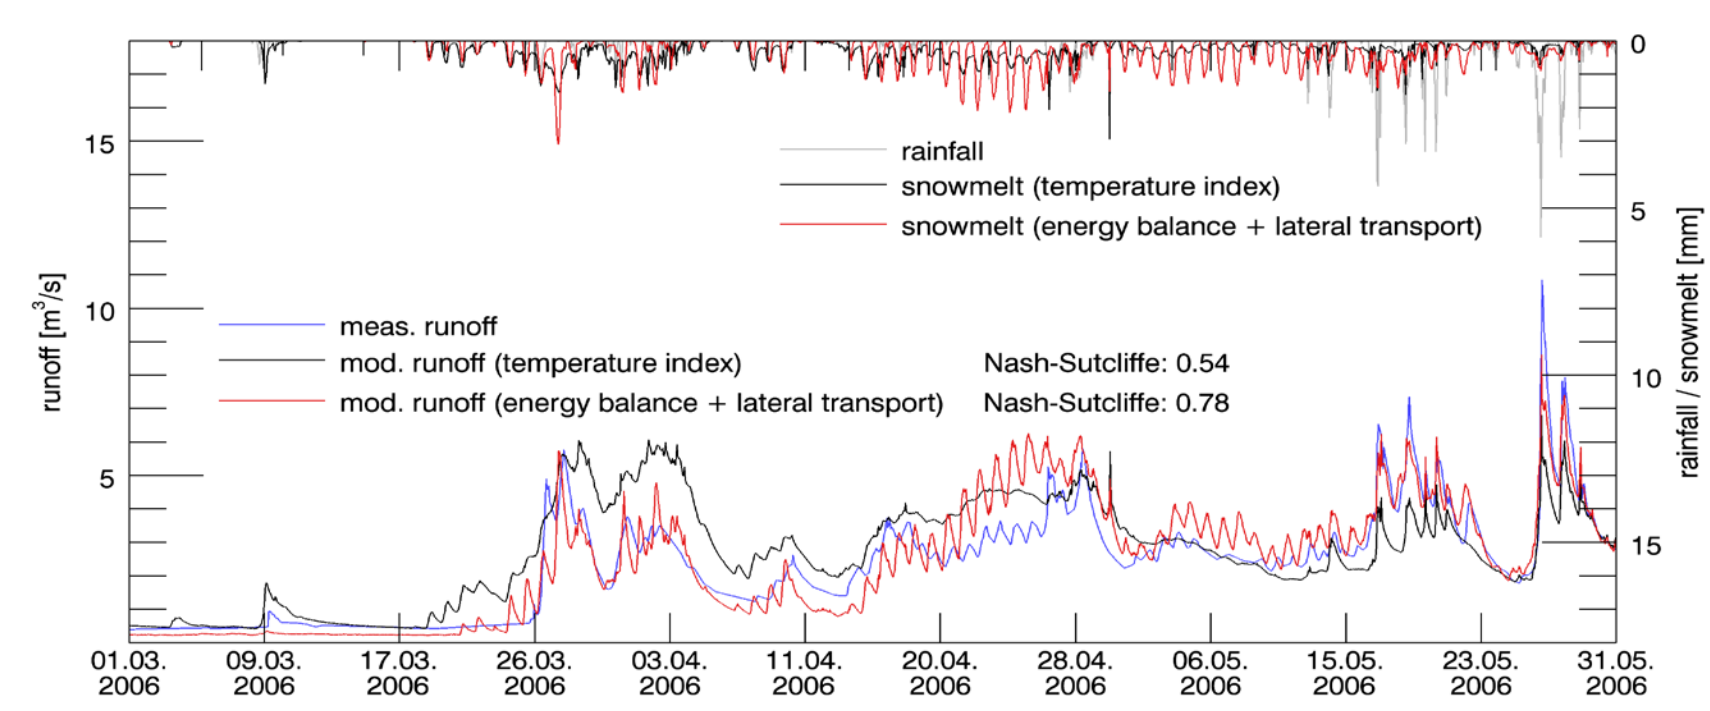 0
15
rainfall
snowmelt (temperature index)
5
snowmelt (energy balance + lateral transport)
runoff [m³/s]
rainfall / snowmelt [mm]
10
meas. runoff
mod. runoff (temperature index) Nash-Sutcliffe: 0.54
10
mod. runoff (energy balance + lateral transport) Nash-Sutcliffe: 0.78
5
15
01.03. 09.03. 17.03. 26.03. 03.04. 11.04. 20.04. 28.04. 06.05. 15.05. 23.05. 31.05.
2006 2006 2006 2006 2006 2006 2006 2006 2006 2006 2006 2006